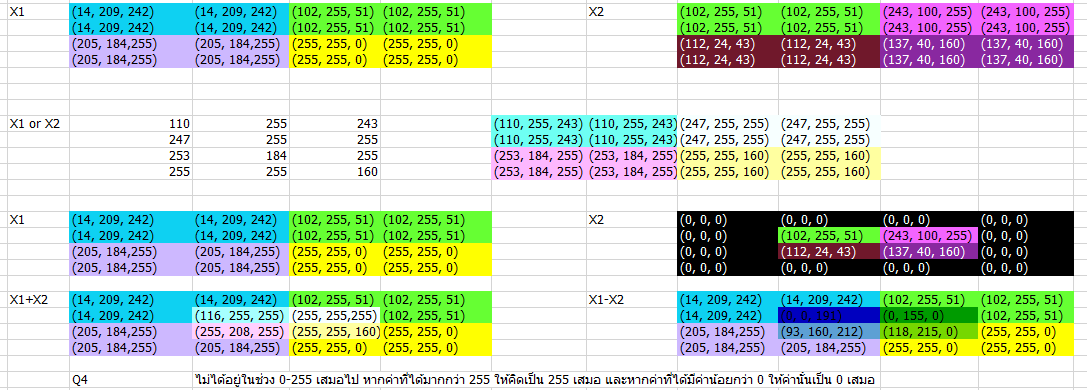 X1 (14, 209, 242) (14, 209, 242) (102, 255, 51) (102, 255, 51) X2 (102, 255, 51) (102, 255, 51) (243, 100, 255) (243, 100, 255)
(14, 209, 242) (14, 209, 242) (102, 255, 51) (102, 255, 51) (102, 255, 51) (102, 255, 51) (243, 100, 255) (243, 100, 255)
(205, 184,255) (205, 184,255) (255, 255, 0) (255, 255, 0) (112, 24, 43) (112, 24, 43) (137, 40, 160) (137, 40, 160)
(205, 184,255) (205, 184,255) (255, 255, 0) (255, 255, 0) (112, 24, 43) (112, 24, 43) (137, 40, 160) (137, 40, 160)
X1 or X2 110 255 243 (110, 255, 243) (110, 255, 243) (247, 255, 255) (247, 255, 255)
247 255 255 (110, 255, 243) (110, 255, 243) (247, 255, 255) (247, 255, 255)
253 184 255 (253, 184, 255) (253, 184, 255) (255, 255, 160) (255, 255, 160)
255 255 160 (253, 184, 255) (253, 184, 255) (255, 255, 160) (255, 255, 160)
X1 (14, 209, 242) (14, 209, 242) (102, 255, 51) (102, 255, 51) X2 (0, 0, 0) (0, 0, 0) (0, 0, 0) (0, 0, 0)
(14, 209, 242) (14, 209, 242) (102, 255, 51) (102, 255, 51) (0, 0, 0) (102, 255, 51) (243, 100, 255) (0, 0, 0)
(205, 184,255) (205, 184,255) (255, 255, 0) (255, 255, 0) (0, 0, 0) (112, 24, 43) (137, 40, 160) (0, 0, 0)
(205, 184,255) (205, 184,255) (255, 255, 0) (255, 255, 0) (0, 0, 0) (0, 0, 0) (0, 0, 0) (0, 0, 0)
X1+X2 (14, 209, 242) (14, 209, 242) (102, 255, 51) (102, 255, 51) X1-X2 (14, 209, 242) (14, 209, 242) (102, 255, 51) (102, 255, 51)
(14, 209, 242) (116, 255, 255) (255, 255,255) (102, 255, 51) (14, 209, 242) (0, 0, 191) (0, 155, 0) (102, 255, 51)
(205, 184,255) (255, 208, 255) (255, 255, 160) (255, 255, 0) (205, 184,255) (93, 160, 212) (118, 215, 0) (255, 255, 0)
(205, 184,255) (205, 184,255) (255, 255, 0) (255, 255, 0) (205, 184,255) (205, 184,255) (255, 255, 0) (255, 255, 0)
Q4 ไม่ได้อยู่ในช่วง 0-255 เสมอไป หากค่าที่ได้มากกว่า 255 ให้คิดเป็น 255 เสมอ และหากค่าที่ได้มีค่าน้อยกว่า 0 ให้ค่านั้นเป็น 0 เสมอ